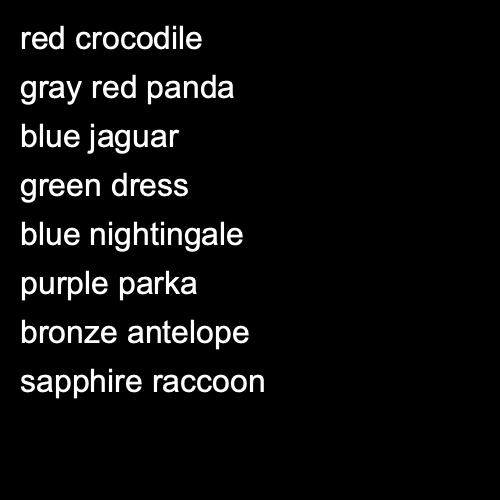 red crocodile
gray red panda
blue jaguar
green dress
blue nightingale
purple parka
bronze antelope
sapphire raccoon